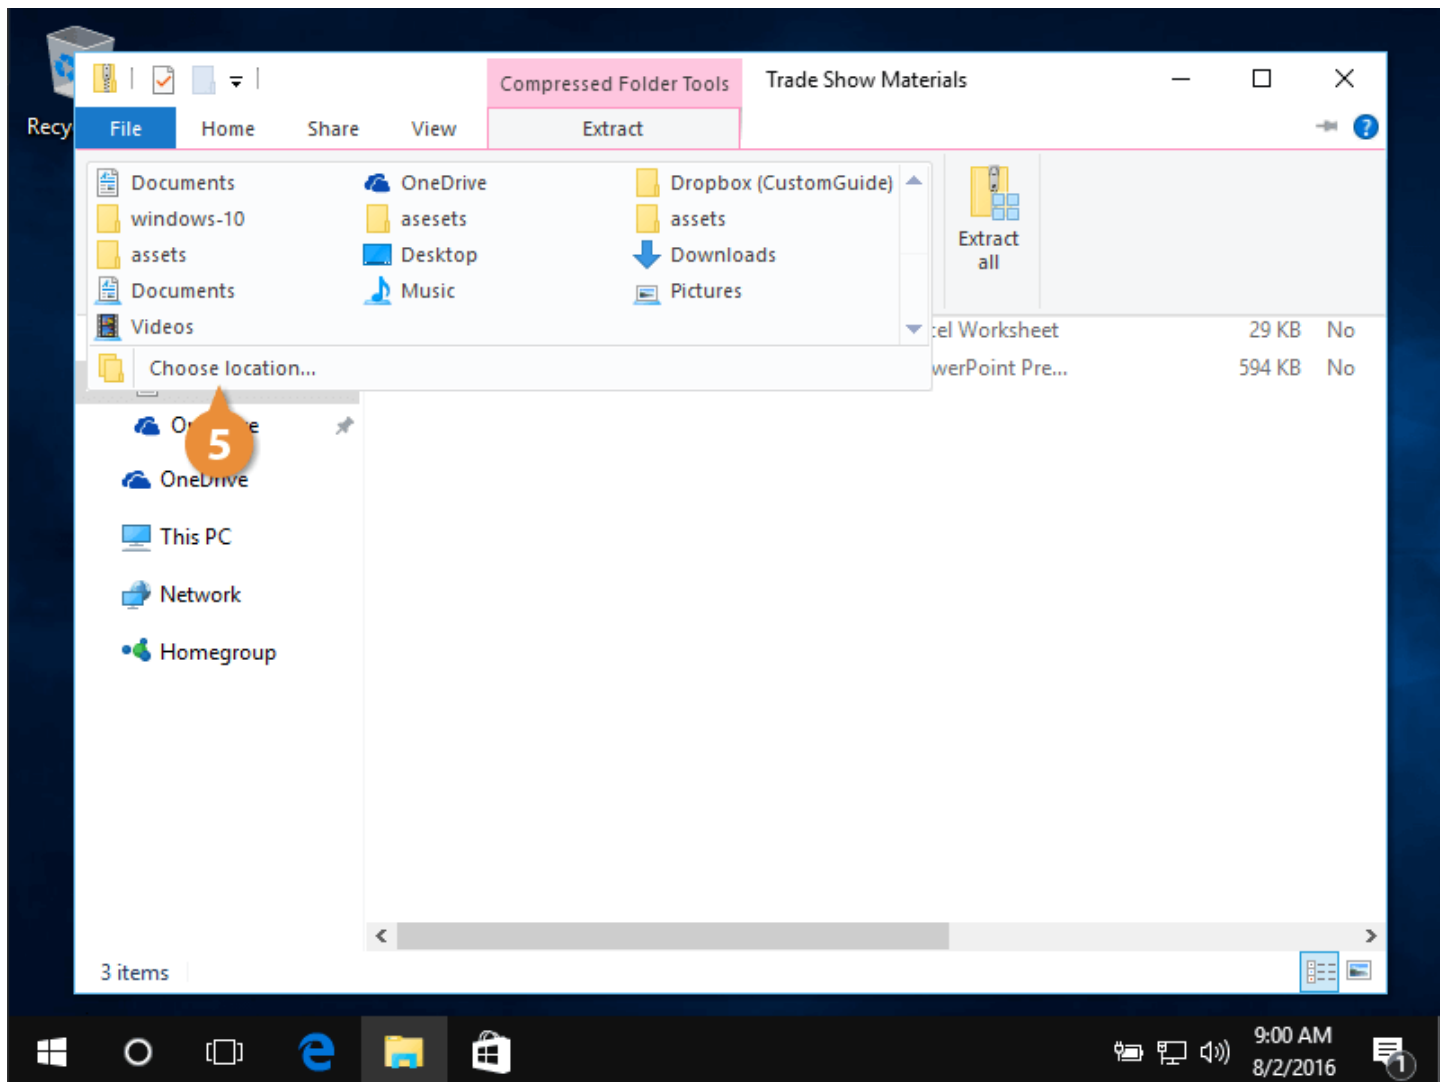 Compressed Folder Tools
Trade Show Materials
Recy
File
Home
Share
View
Extract
?
Documents
OneDrive
Dropbox (CustomGuide)
windows-10
asesets
assets
assets
Desktop
Downloads
Documents
Music
Pictures
Videos
Extract
all
Choose location...
cel Worksheet
29 KB
No
werPoint Pre...
594 KB
No
5
OneDrive
This PC
Network
Homegroup
3 items
9:00 AM
8/2/2016
1